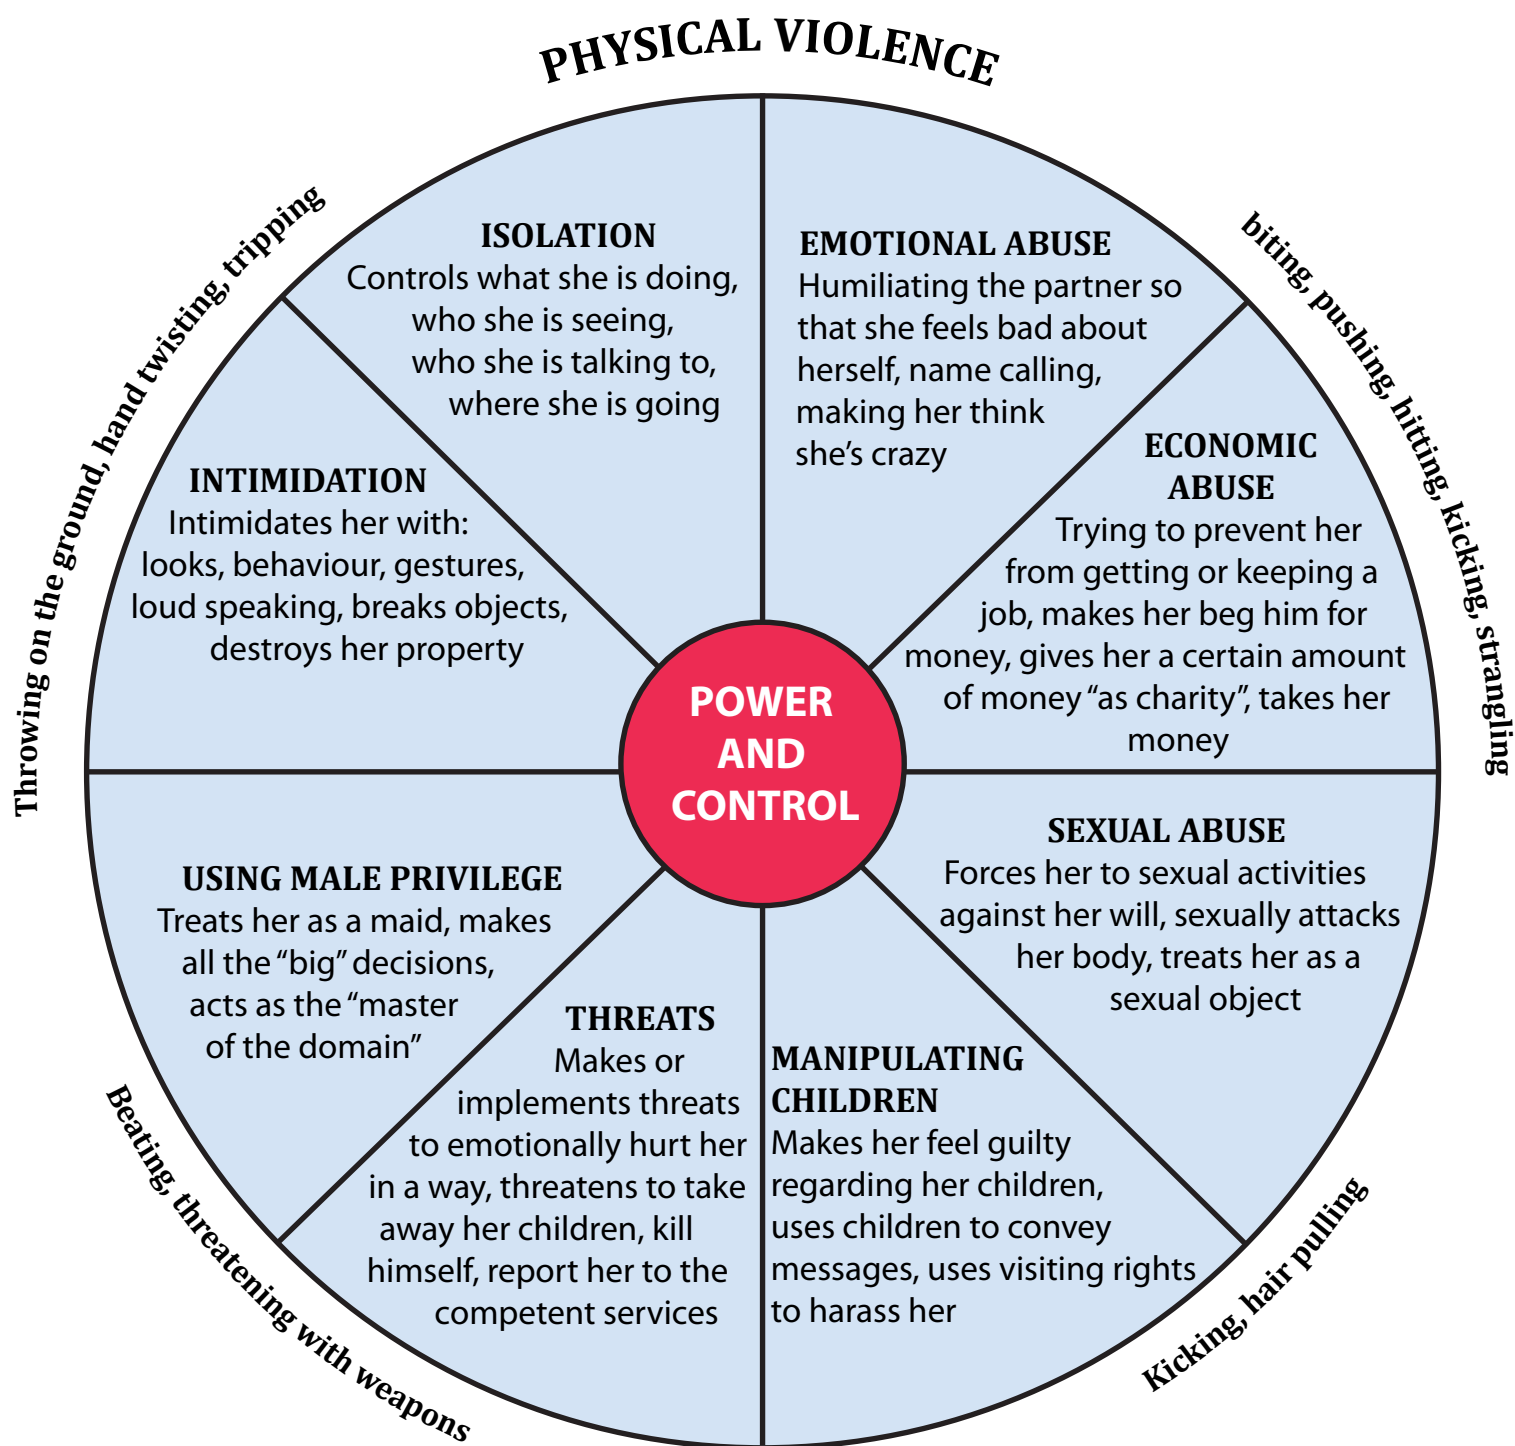 PHYSICAL VIOLENCE
Throwing on the ground, hand twisting, tripping
biting, pushing, hitting, kicking, strangling
ISOLATION
Controls what she is doing,
who she is seeing,
who she is talking to,
where she is going
EMOTIONAL ABUSE
Humiliating the partner so
that she feels bad about
herself, name calling,
making her think
she's crazy
INTIMIDATION
Intimidates her with:
looks, behaviour, gestures,
loud speaking, breaks objects,
destroys her property
ECONOMIC
ABUSE
Trying to prevent her
from getting or keeping a
job, makes her beg him for
money, gives her a certain amount
of money “as charity”, takes her
money
POWER
AND
CONTROL
USING MALE PRIVILEGE
Treats her as a maid, makes
all the “big” decisions,
acts as the “master
of the domain”
SEXUAL ABUSE
Forces her to sexual activities
against her will, sexually attacks
her body, treats her as a
sexual object
THREATS
Makes or
implements threats
to emotionally hurt her
in a way, threatens to take
away her children, kill
himself, report her to the
competent services
MANIPULATING
CHILDREN
Makes her feel guilty
regarding her children,
uses children to convey
messages, uses visiting rights
to harass her
Beating, threatening with weapons
Kicking, hair pulling